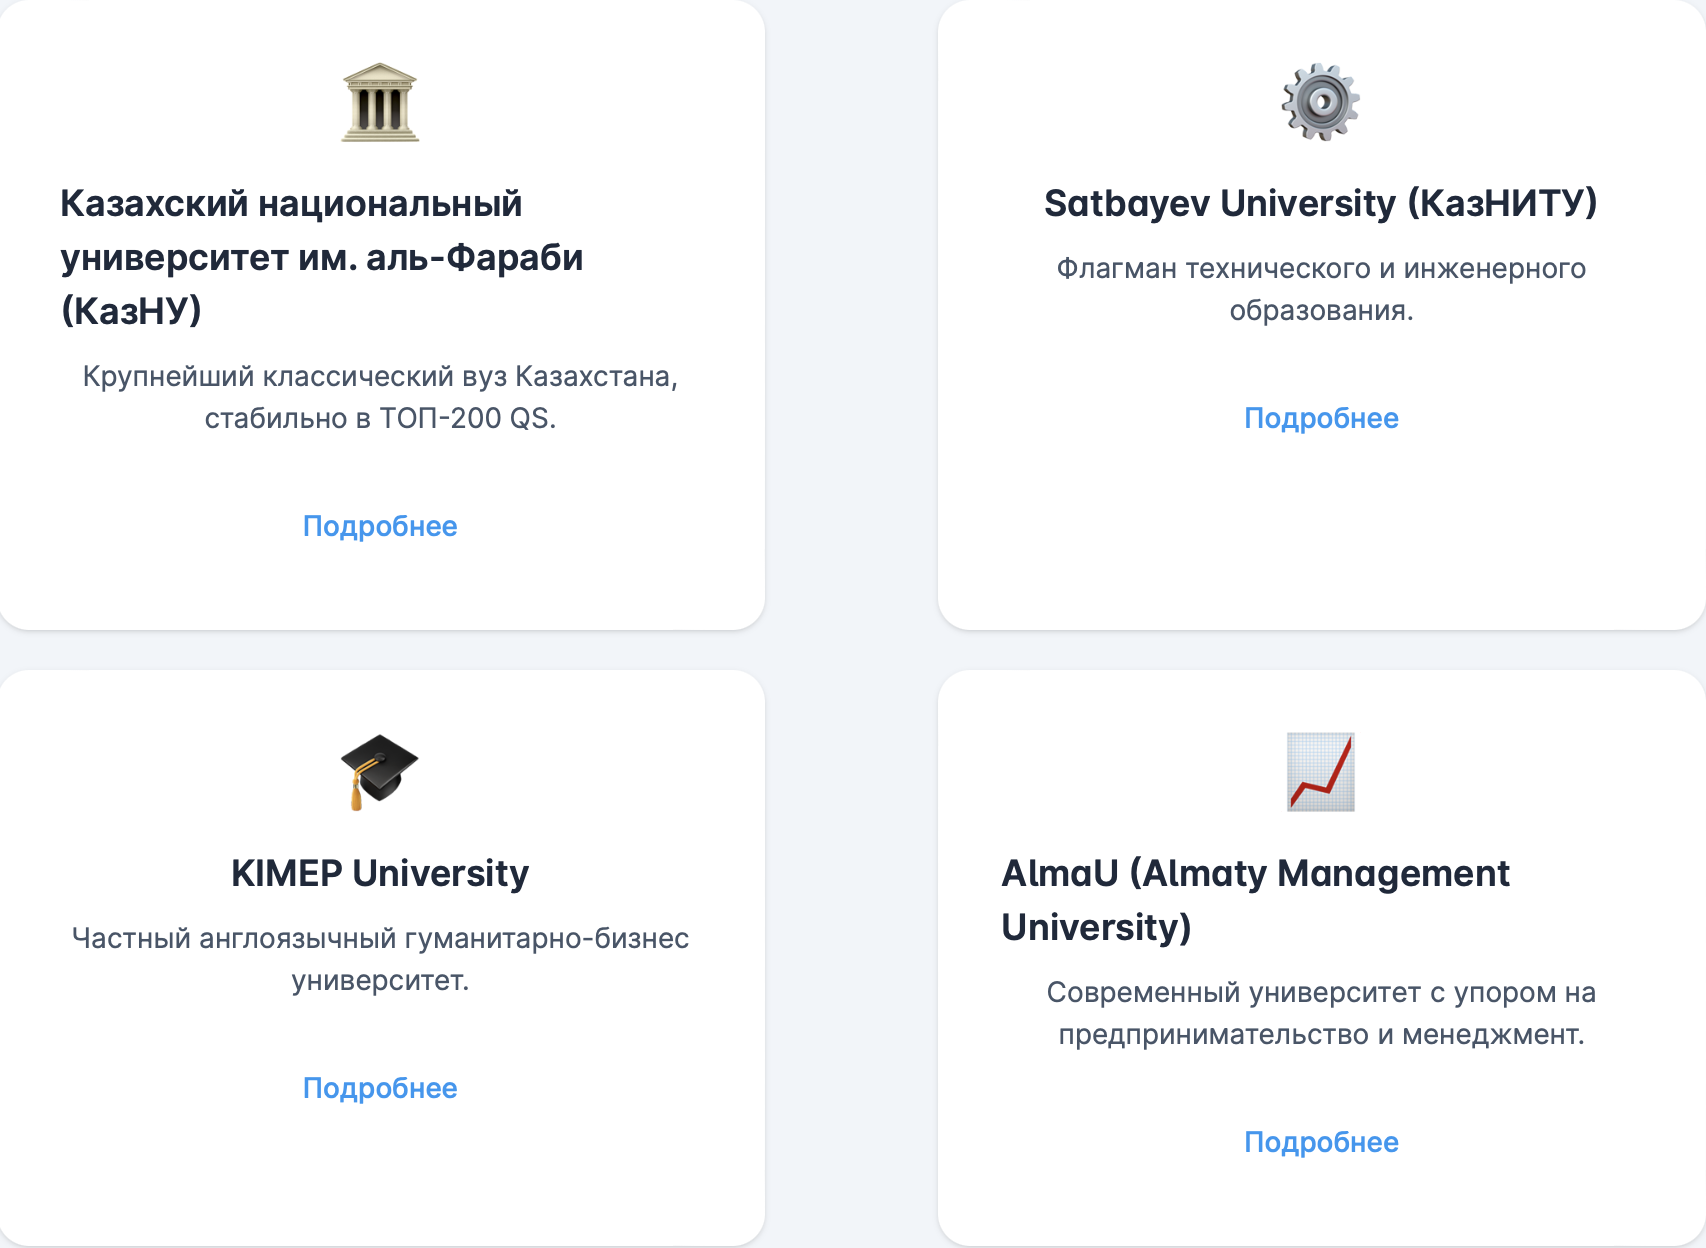 Казахский национальный
университет им. аль-Фараби
(КазНУ)
Крупнейший классический вуз Казахстана,
стабильно в ТОП-200 QS.
Подробнее
Satbayev University (КазНИТУ)
Флагман технического и инженерного
образования.
Подробнее
KIMEP University
Частный англоязычный гуманитарно-бизнес
университет.
Подробнее
AlmaU (Almaty Management
University)
Современный университет с упором на
предпринимательство и менеджмент.
Подробнее